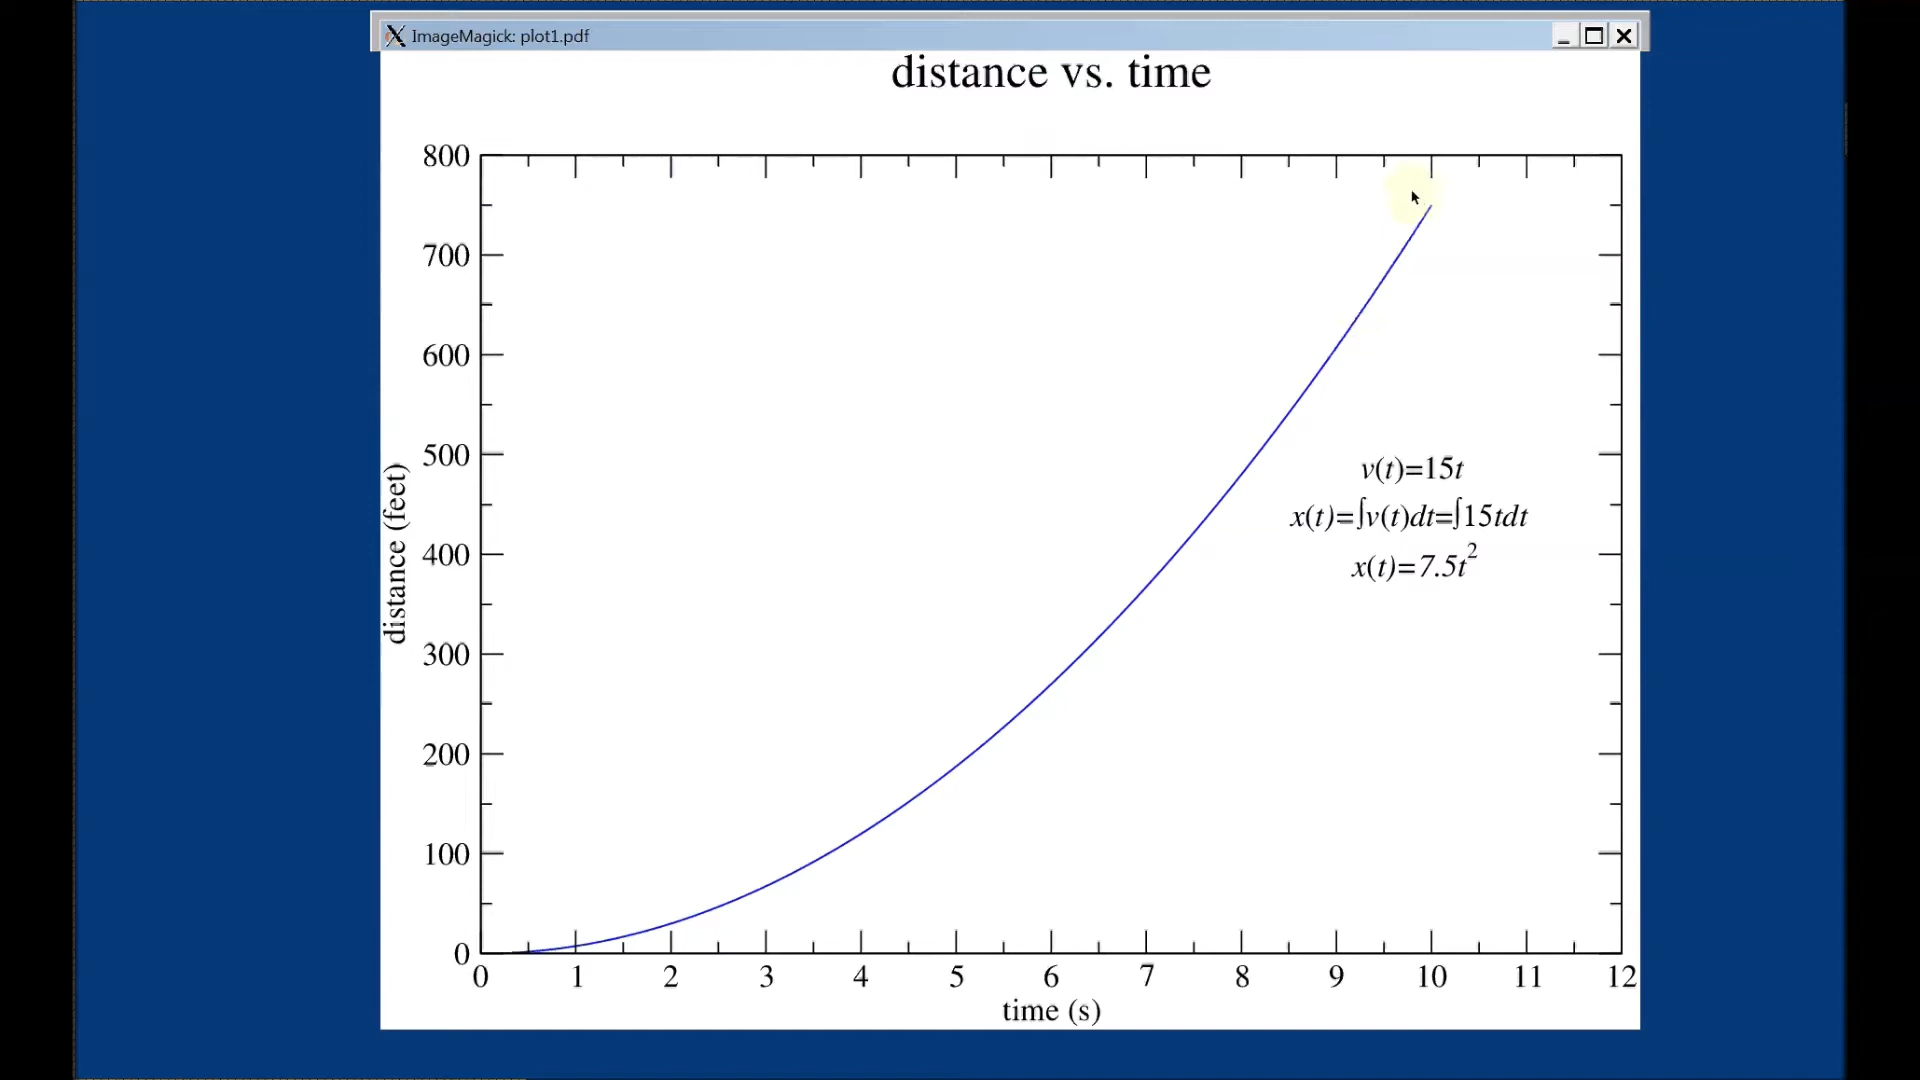 ImageMagick: plot1.pdf
distance vs. time
800
700
600
500
400
300
200
100
0
distance (feet)
v(t)=15t
x(t)=∫v(t)dt=∫15tdt
x(t)=7.5t²
0 1 2 3 4 5 6 7 8 9 10 11 12
time (s)